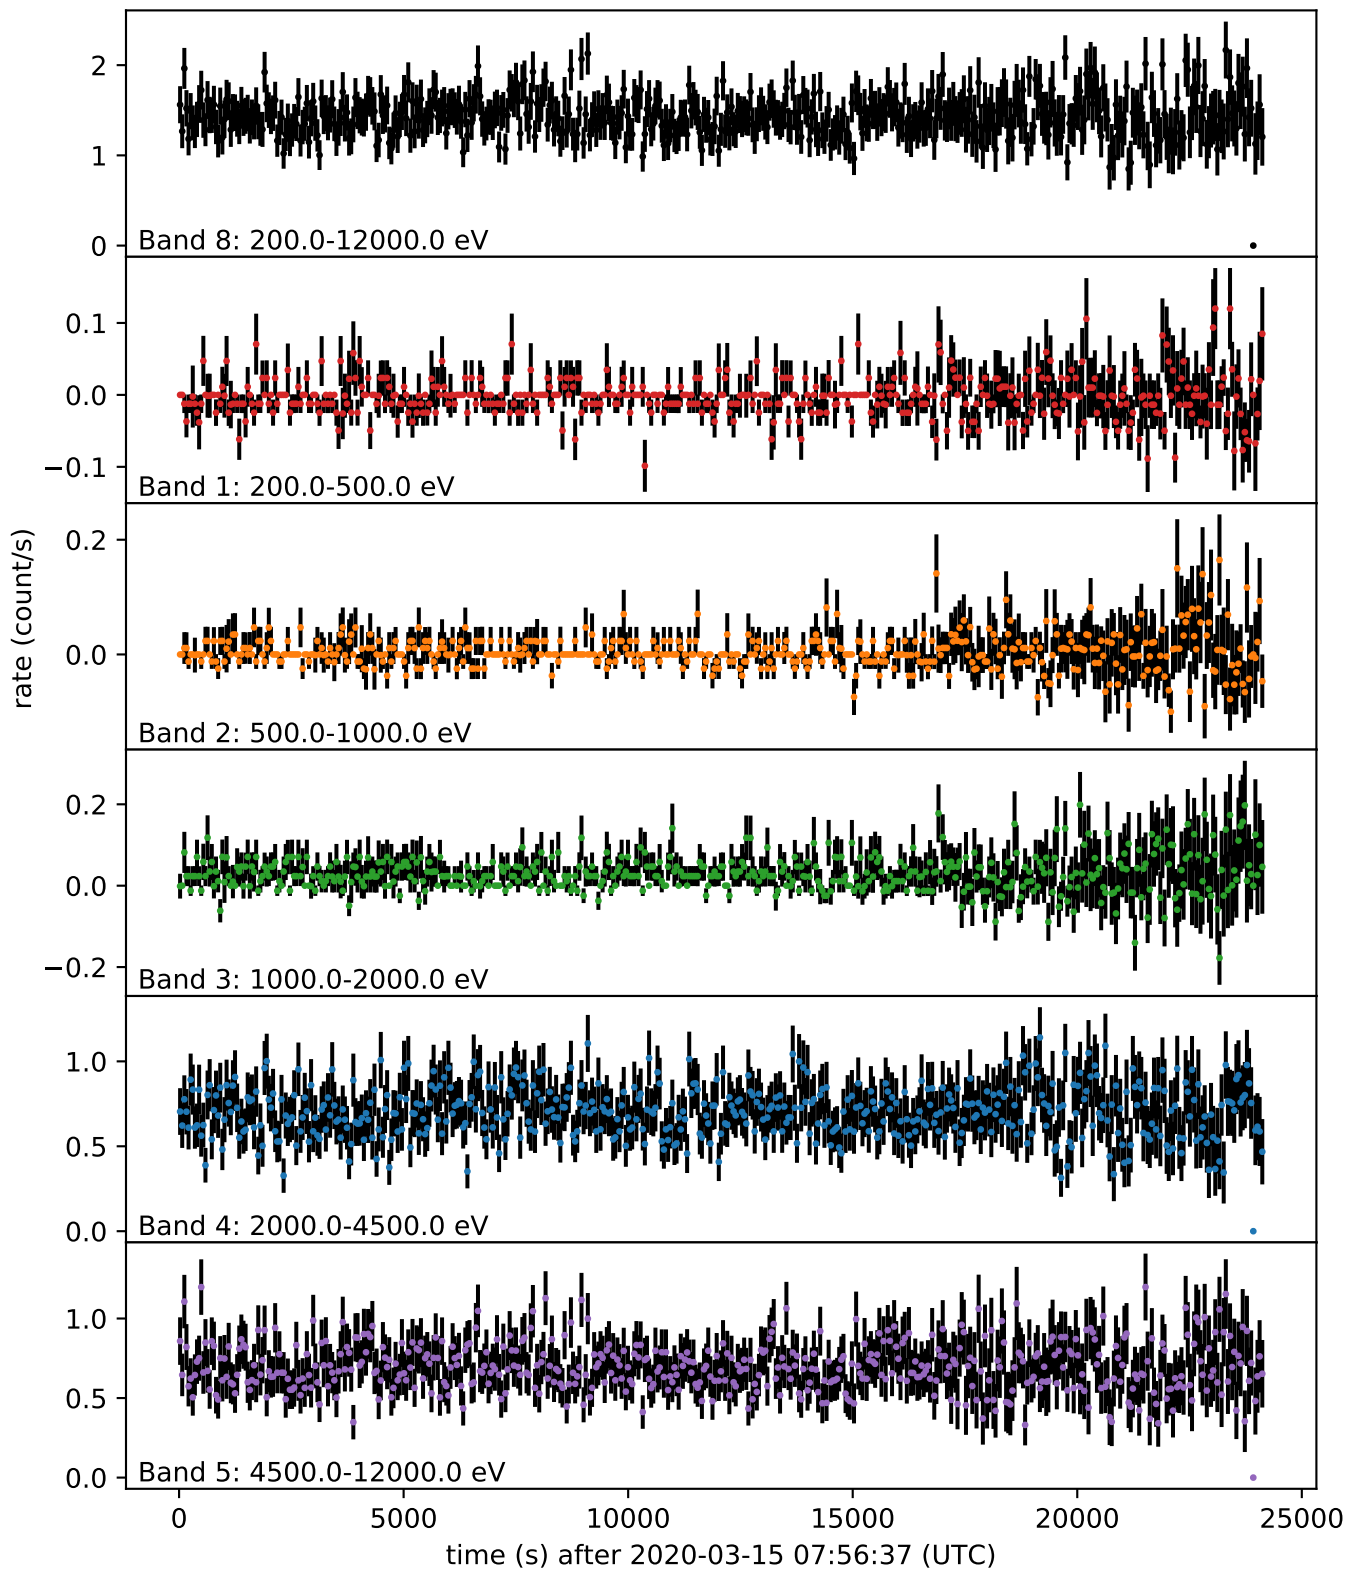 2
1
0
Band 8: 200.0-12000.0 eV
0.1
0.0
−0.1
Band 1: 200.0-500.0 eV
0.2
0.0
Band 2: 500.0-1000.0 eV
0.2
0.0
−0.2
Band 3: 1000.0-2000.0 eV
1.0
0.5
0.0
Band 4: 2000.0-4500.0 eV
1.0
0.5
0.0
Band 5: 4500.0-12000.0 eV
rate (count/s)
0 5000 10000 15000 20000 25000
time (s) after 2020-03-15 07:56:37 (UTC)